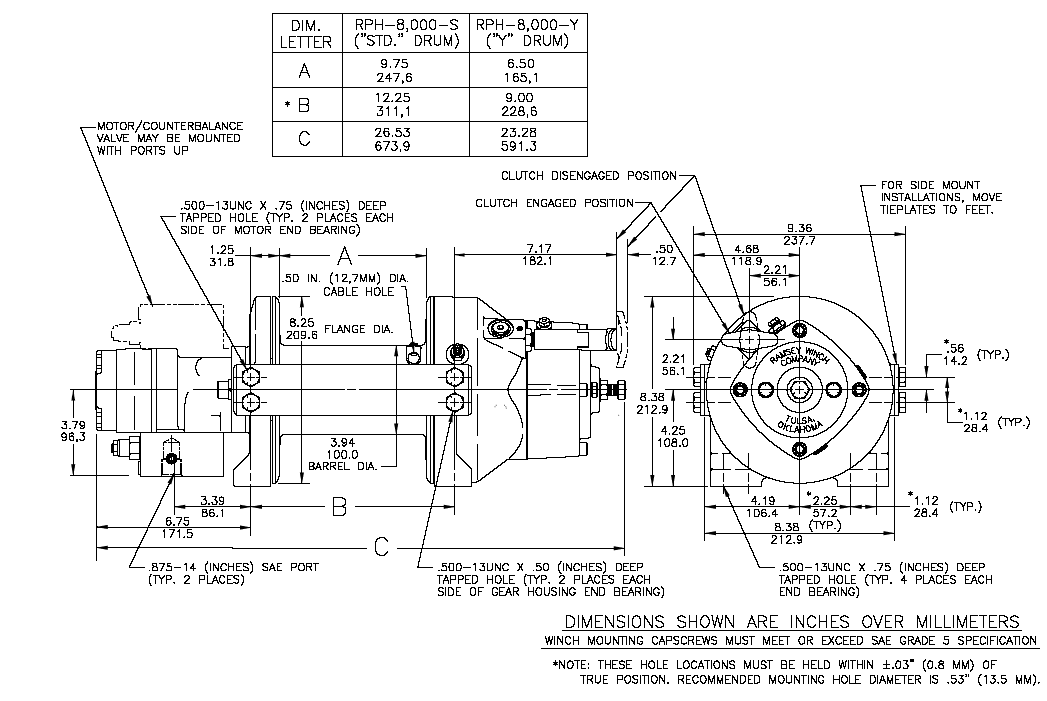 DIM. LETTER
RPH-8,000-S ("STD." DRUM)
RPH-8,000-Y ("Y" DRUM)
A
9.75
247,6
6.50
165,1
*B
12.25
311,1
9.00
228,6
C
26.53
673,9
23.28
591.3
MOTOR/COUNTERBALANCE
VALVE MAY BE MOUNTED
WITH PORTS UP
CLUTCH DISENGAGED POSITION
CLUTCH ENGAGED POSITION
FOR SIDE MOUNT
INSTALLATIONS, MOVE
TIEPLATES TO FEET.
.500-13UNC X .75 (INCHES) DEEP
TAPPED HOLE (TYP. 2 PLACES EACH
SIDE OF MOTOR END BEARING)
1.25
31.8
A
7.17
182.1
.50
12.7
9.36
237.7
4.68
118.9
2.21
56.1
.50 IN. (12,7MM) DIA.
CABLE HOLE
8.25
209.6
FLANGE DIA.
2.21
56.1
8.38
212.9
4.25
108.0
RAMSEY WINCH
COMPANY
TULSA,
OKLAHOMA
*.56
14.2
(TYP.)
*1.12
28.4
(TYP.)
3.79
96,3
3.94
100.0
BARREL DIA.
3.39
86.1
B
6.75
171.5
C
4.19
106.4
*2.25
57.2
(TYP.)
*1.12
28.4
(TYP.)
8.38
212.9
.875-14 (INCHES) SAE PORT
(TYP. 2 PLACES)
.500-13UNC X .50 (INCHES) DEEP
TAPPED HOLE (TYP. 2 PLACES EACH
SIDE OF GEAR HOUSING END BEARING)
.500-13UNC X .75 (INCHES) DEEP
TAPPED HOLE (TYP. 4 PLACES EACH
END BEARING)
DIMENSIONS SHOWN ARE INCHES OVER MILLIMETERS
WINCH MOUNTING CAPSCREWS MUST MEET OR EXCEED SAE GRADE 5 SPECIFICATION
*NOTE: THESE HOLE LOCATIONS MUST BE HELD WITHIN ±.03" (0.8 MM) OF
TRUE POSITION. RECOMMENDED MOUNTING HOLE DIAMETER IS .53" (13.5 MM).